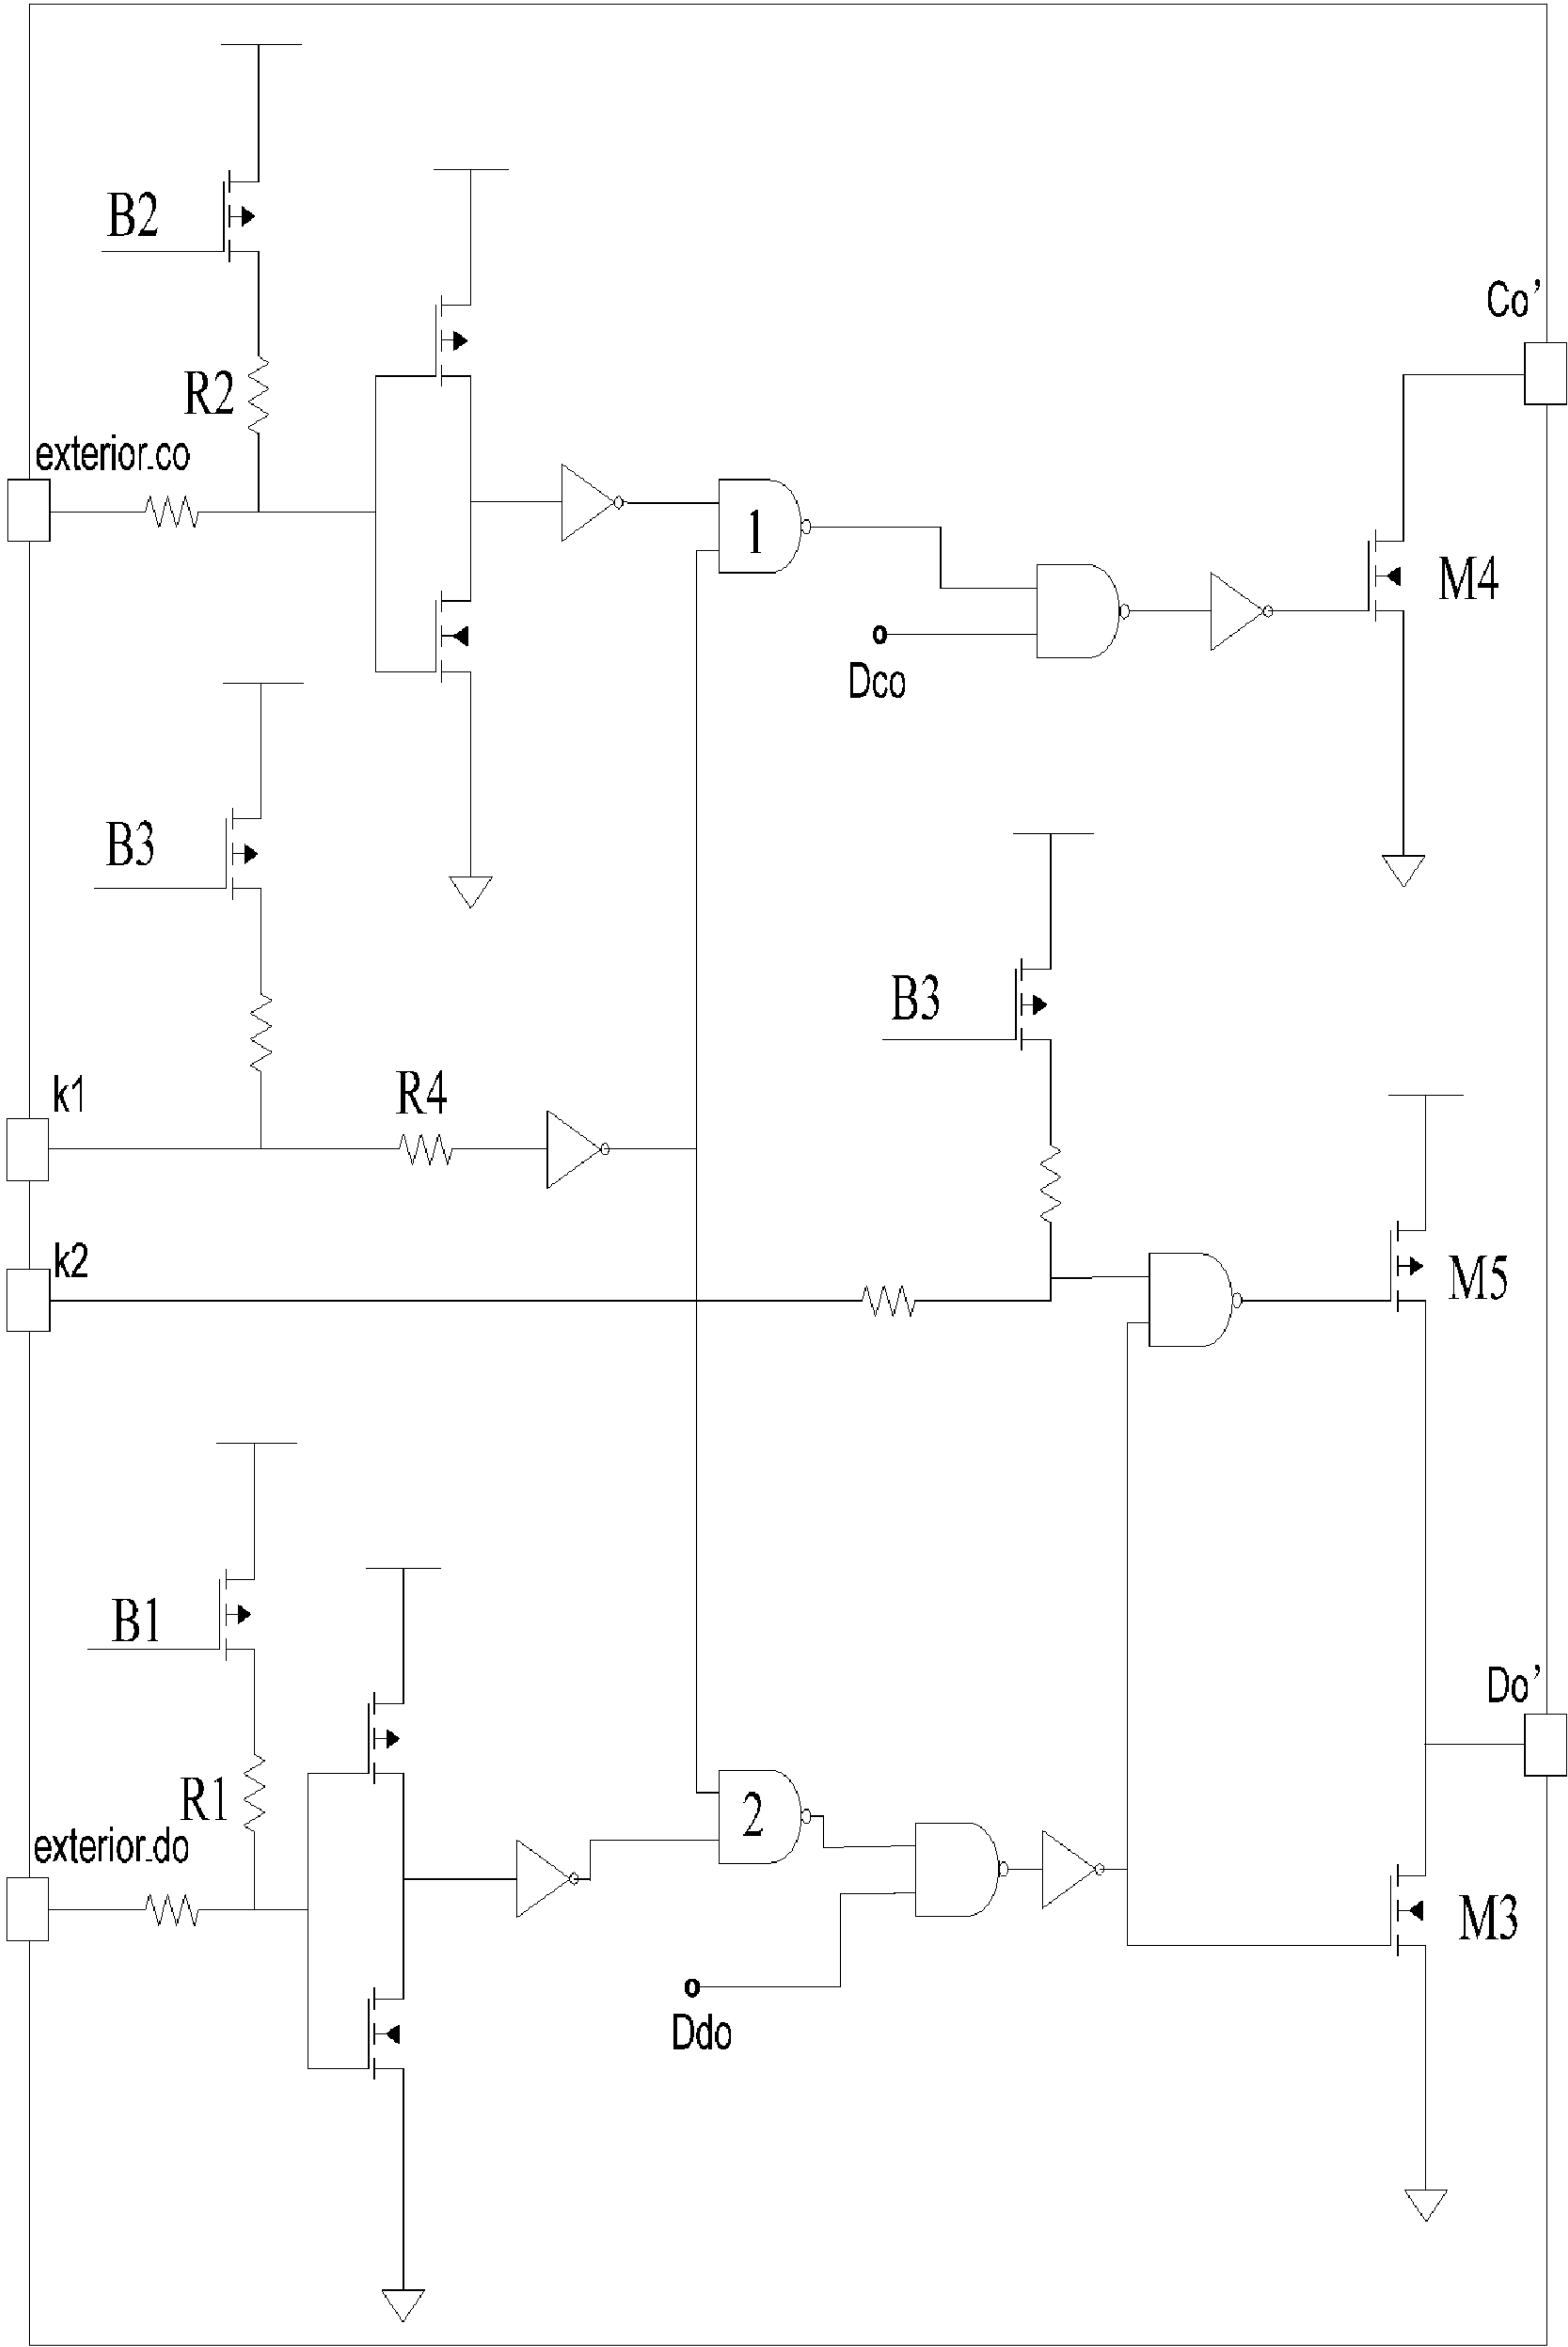 B2
Co’
R2
exterior.co
1
M4
Dco
B3
B3
k1
R4
k2
M5
B1
Do’
R1
exterior.do
2
M3
Ddo